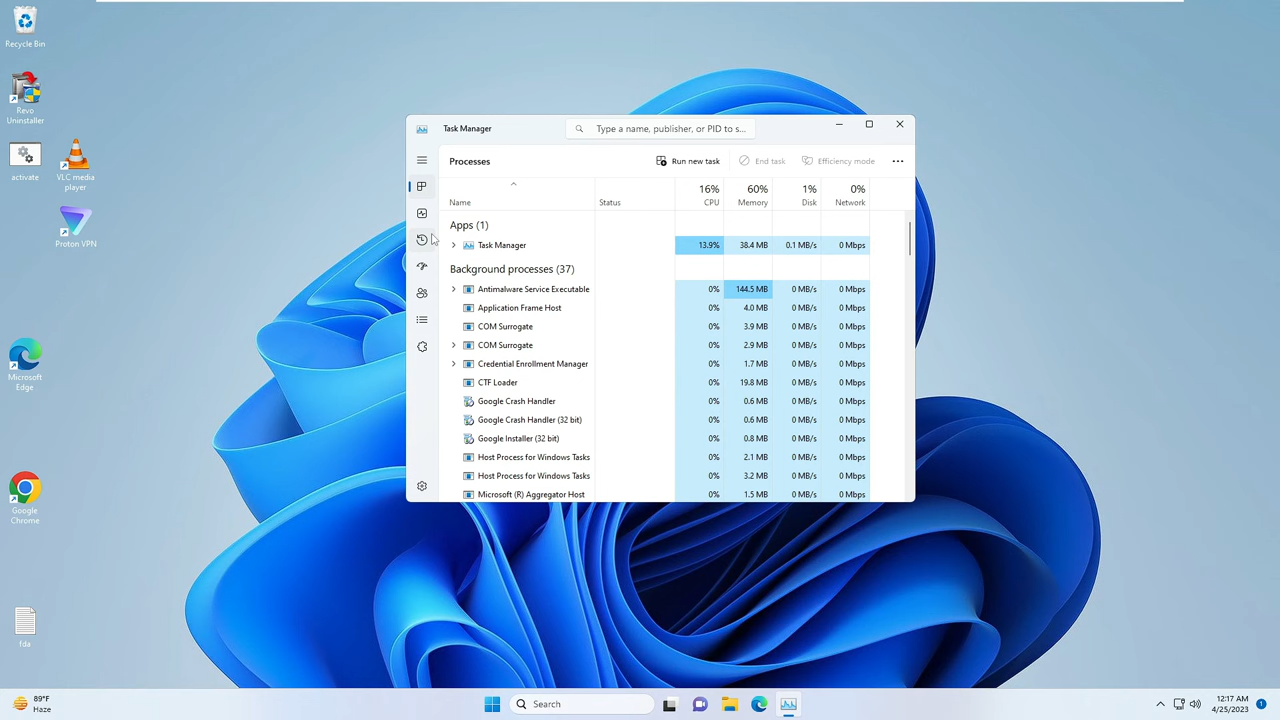 Recycle Bin
Revo
Uninstaller
activate
VLC media
player
Proton VPN
Microsoft
Edge
Google
Chrome
fda
Task Manager
Type a name, publisher, or PID to s...
Processes
Run new task
End task
Efficiency mode
16% 60% 1% 0%
Name Status CPU Memory Disk Network
Apps (1)
Task Manager 13.9% 38.4 MB 0.1 MB/s 0 Mbps
Background processes (37)
Antimalware Service Executable 0% 144.5 MB 0 MB/s 0 Mbps
Application Frame Host 0% 4.0 MB 0 MB/s 0 Mbps
COM Surrogate 0% 3.9 MB 0 MB/s 0 Mbps
COM Surrogate 0% 2.9 MB 0 MB/s 0 Mbps
Credential Enrollment Manager 0% 1.7 MB 0 MB/s 0 Mbps
CTF Loader 0% 19.8 MB 0 MB/s 0 Mbps
Google Crash Handler 0% 0.6 MB 0 MB/s 0 Mbps
Google Crash Handler (32 bit) 0% 0.6 MB 0 MB/s 0 Mbps
Google Installer (32 bit) 0% 0.8 MB 0 MB/s 0 Mbps
Host Process for Windows Tasks 0% 2.1 MB 0 MB/s 0 Mbps
Host Process for Windows Tasks 0% 3.2 MB 0 MB/s 0 Mbps
Microsoft (R) Aggregator Host 0% 1.5 MB 0 MB/s 0 Mbps
89°F
Haze
Search
12:17 AM
4/25/2023
1